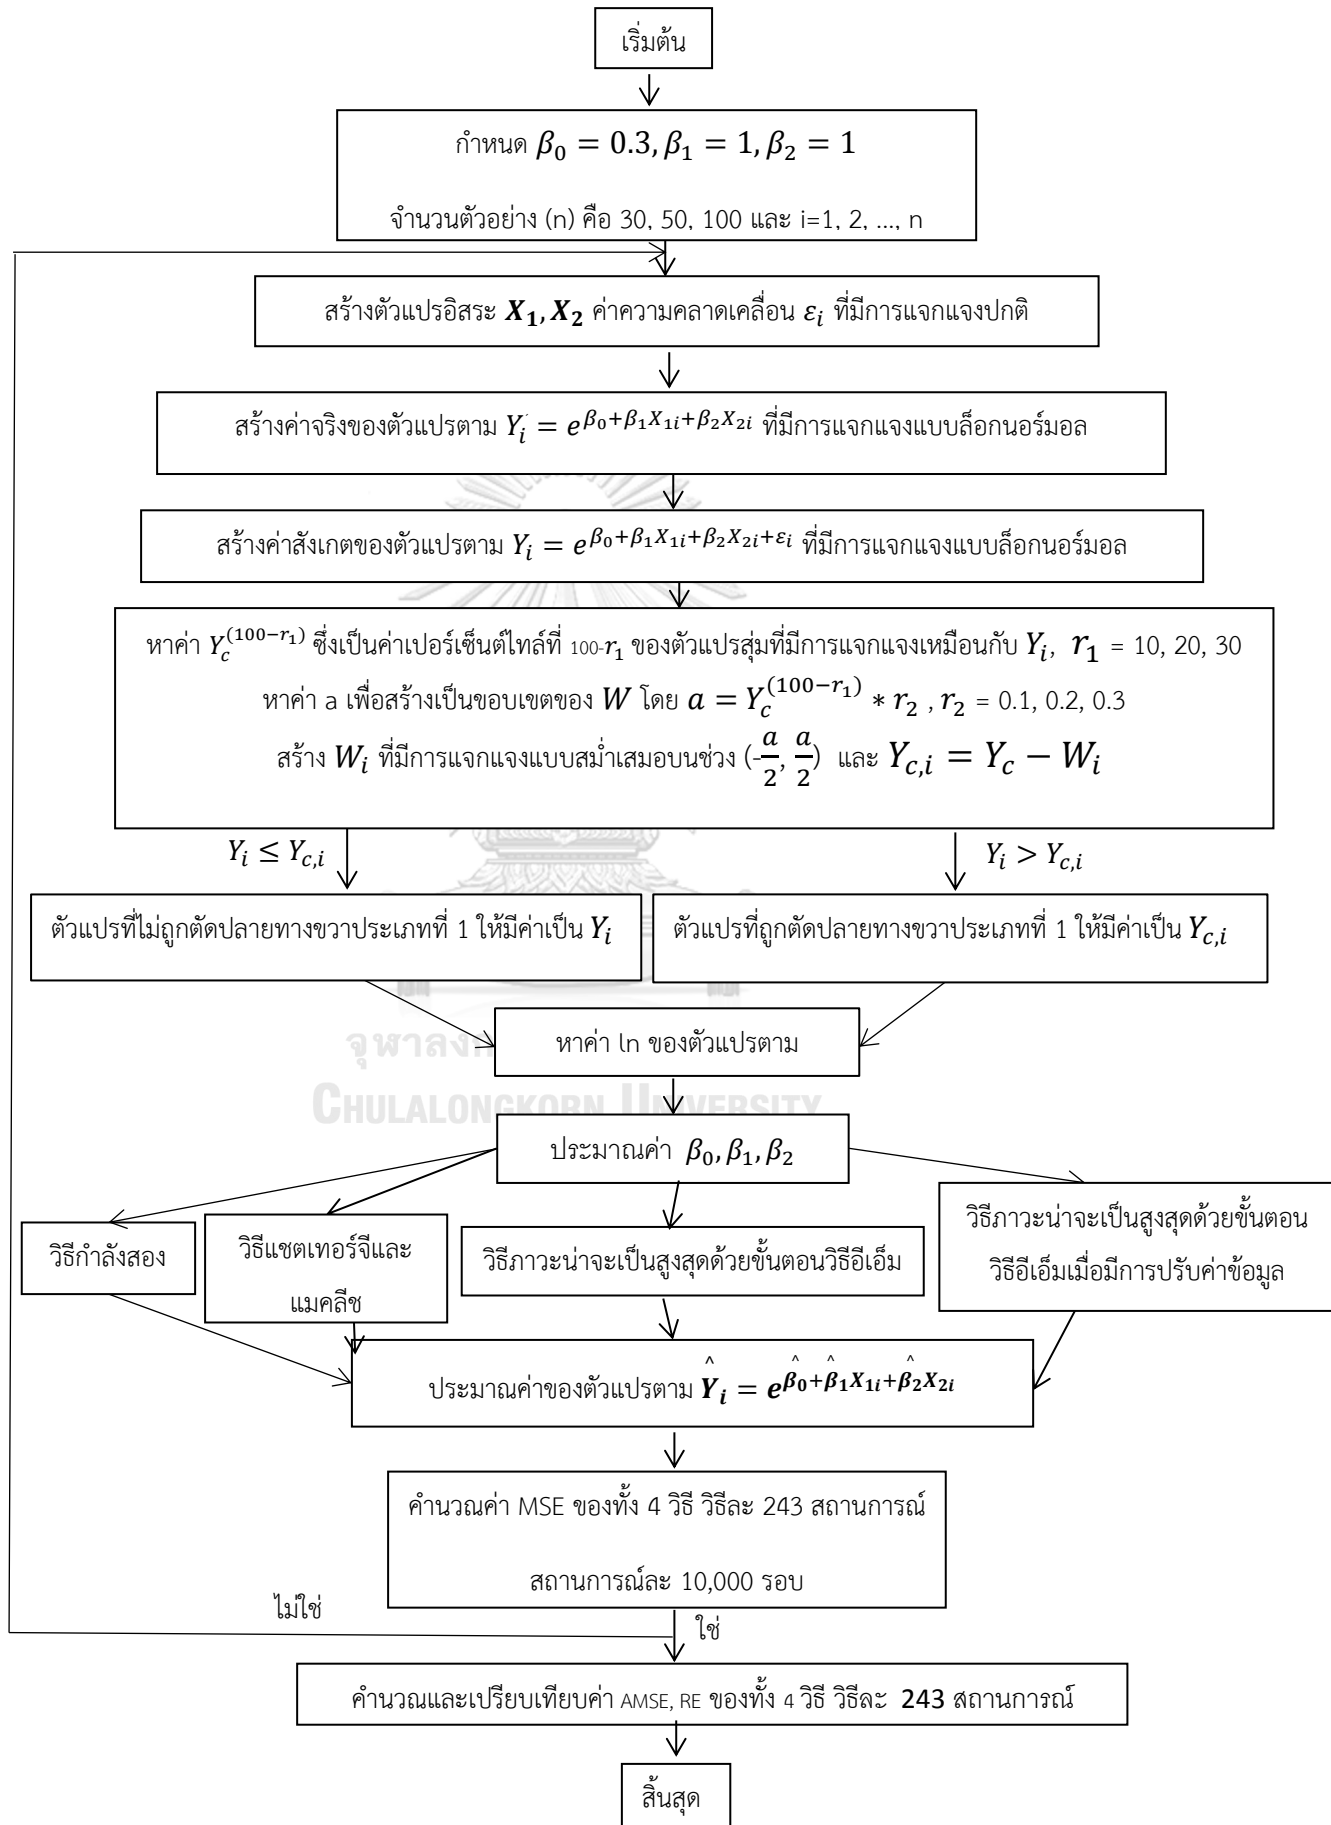 เริ่มต้น
กำหนด β₀ = 0.3, β₁ = 1, β₂ = 1
จำนวนตัวอย่าง (n) คือ 30, 50, 100 และ i=1, 2, ..., n
สร้างตัวแปรอิสระ X₁, X₂ ค่าความคลาดเคลื่อน εᵢ ที่มีการแจกแจงปกติ
สร้างค่าจริงของตัวแปรตาม Yᵢ′ = e^{β₀+β₁X₁ᵢ+β₂X₂ᵢ} ที่มีการแจกแจงแบบล็อกนอร์มอล
สร้างค่าสังเกตของตัวแปรตาม Yᵢ = e^{β₀+β₁X₁ᵢ+β₂X₂ᵢ+εᵢ} ที่มีการแจกแจงแบบล็อกนอร์มอล
หาค่า Y_c^{(100−r₁)} ซึ่งเป็นค่าเปอร์เซ็นต์ไทล์ที่ 100-r₁ ของตัวแปรสุ่มที่มีการแจกแจงเหมือนกับ Yᵢ, r₁ = 10, 20, 30
หาค่า a เพื่อสร้างเป็นขอบเขตของ W โดย a = Y_c^{(100−r₁)} * r₂ , r₂ = 0.1, 0.2, 0.3
สร้าง Wᵢ ที่มีการแจกแจงแบบสม่ำเสมอบนช่วง (-a/2, a/2) และ Y_{c,i} = Y_c − Wᵢ
Yᵢ ≤ Y_{c,i}
Yᵢ > Y_{c,i}
ตัวแปรที่ไม่ถูกตัดปลายทางขวาประเภทที่ 1 ให้มีค่าเป็น Yᵢ
ตัวแปรที่ถูกตัดปลายทางขวาประเภทที่ 1 ให้มีค่าเป็น Y_{c,i}
หาค่า ln ของตัวแปรตาม
CHULALONGKORN UNIVERSITY
ประมาณค่า β₀, β₁, β₂
วิธีกำลังสอง
วิธีแชตเทอร์จีและ
แมคลีช
วิธีภาวะน่าจะเป็นสูงสุดด้วยขั้นตอนวิธีอีเอ็ม
วิธีภาวะน่าจะเป็นสูงสุดด้วยขั้นตอน
วิธีอีเอ็มเมื่อมีการปรับค่าข้อมูล
ประมาณค่าของตัวแปรตาม Ŷᵢ = e^{β̂₀+β̂₁X₁ᵢ+β̂₂X₂ᵢ}
คำนวณค่า MSE ของทั้ง 4 วิธี วิธีละ 243 สถานการณ์
สถานการณ์ละ 10,000 รอบ
ไม่ใช่
ใช่
คำนวณและเปรียบเทียบค่า AMSE, RE ของทั้ง 4 วิธี วิธีละ 243 สถานการณ์
สิ้นสุด